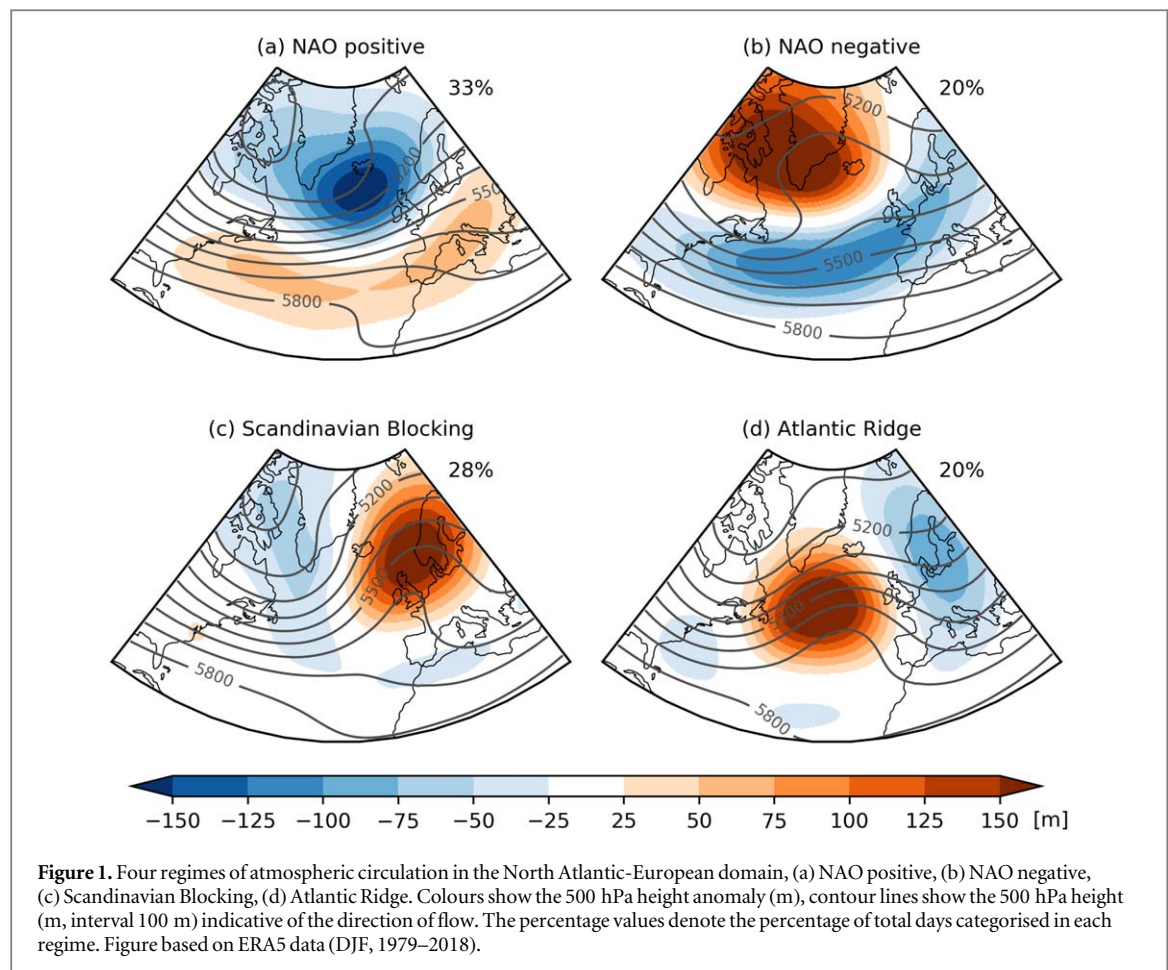 (a) NAO positive
33%
5200
550
5800
(b) NAO negative
20%
5200
5500
5800
(c) Scandinavian Blocking
28%
5200
5500
5800
(d) Atlantic Ridge
20%
5200
5500
5800
−150 −125 −100 −75 −50 −25 25 50 75 100 125 150 [m]
Figure 1. Four regimes of atmospheric circulation in the North Atlantic-European domain, (a) NAO positive, (b) NAO negative,
(c) Scandinavian Blocking, (d) Atlantic Ridge. Colours show the 500 hPa height anomaly (m), contour lines show the 500 hPa height
(m, interval 100 m) indicative of the direction of flow. The percentage values denote the percentage of total days categorised in each
regime. Figure based on ERA5 data (DJF, 1979–2018).